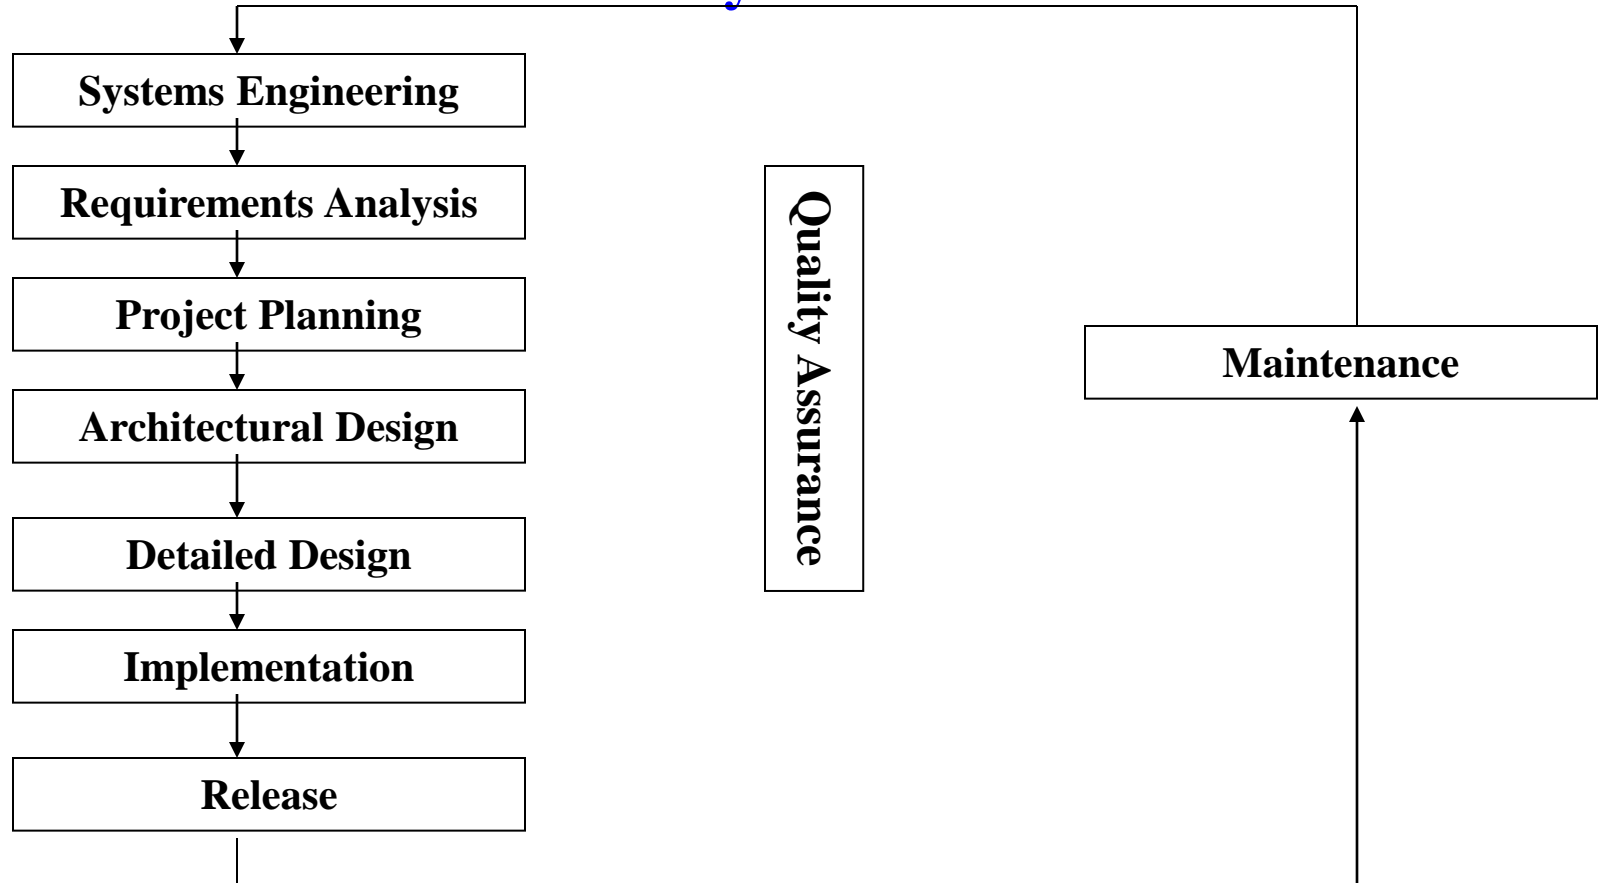 Systems Engineering
Requirements Analysis
Project Planning
Architectural Design
Detailed Design
Implementation
Release
Quality Assurance
Maintenance